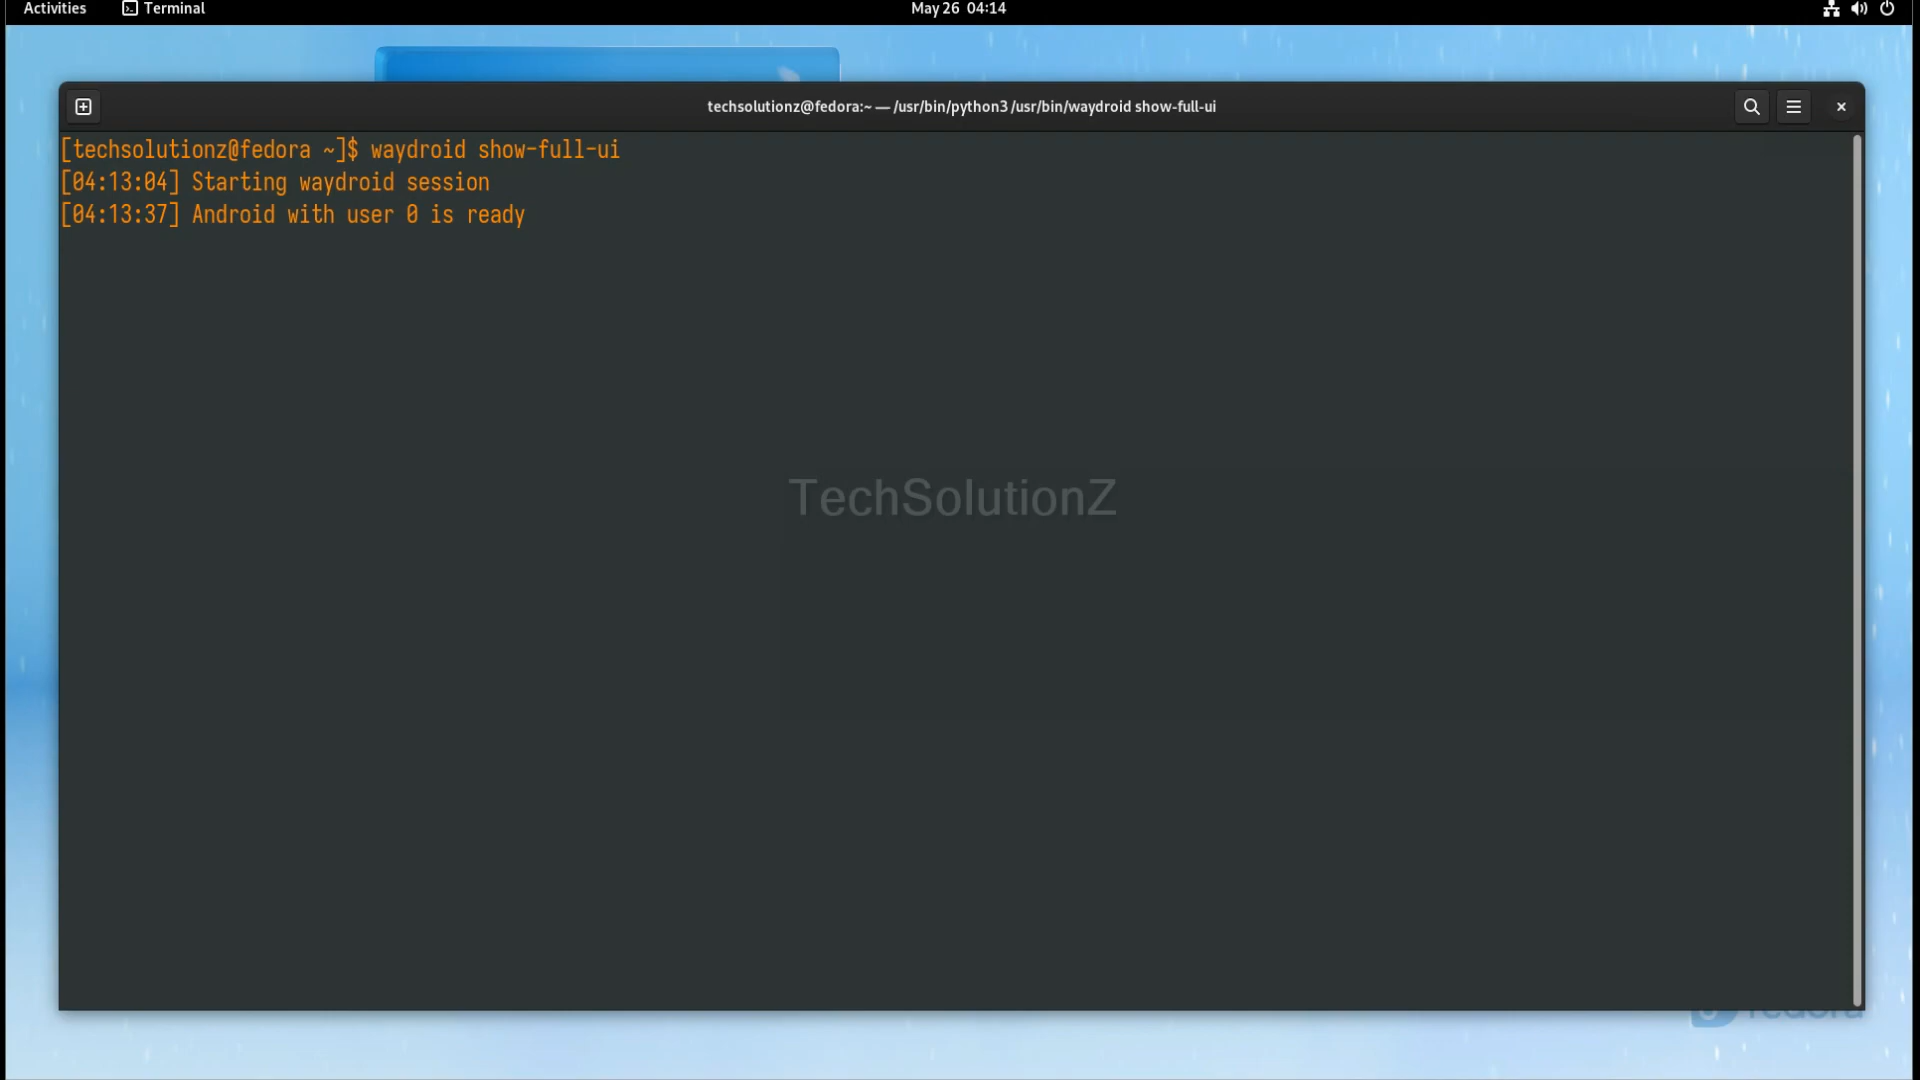 Activities Terminal May 26 04:14
techsolutionz@fedora:~ — /usr/bin/python3 /usr/bin/waydroid show-full-ui
[techsolutionz@fedora ~]$ waydroid show-full-ui
[04:13:04] Starting waydroid session
[04:13:37] Android with user 0 is ready
TechSolutionZ
fedora